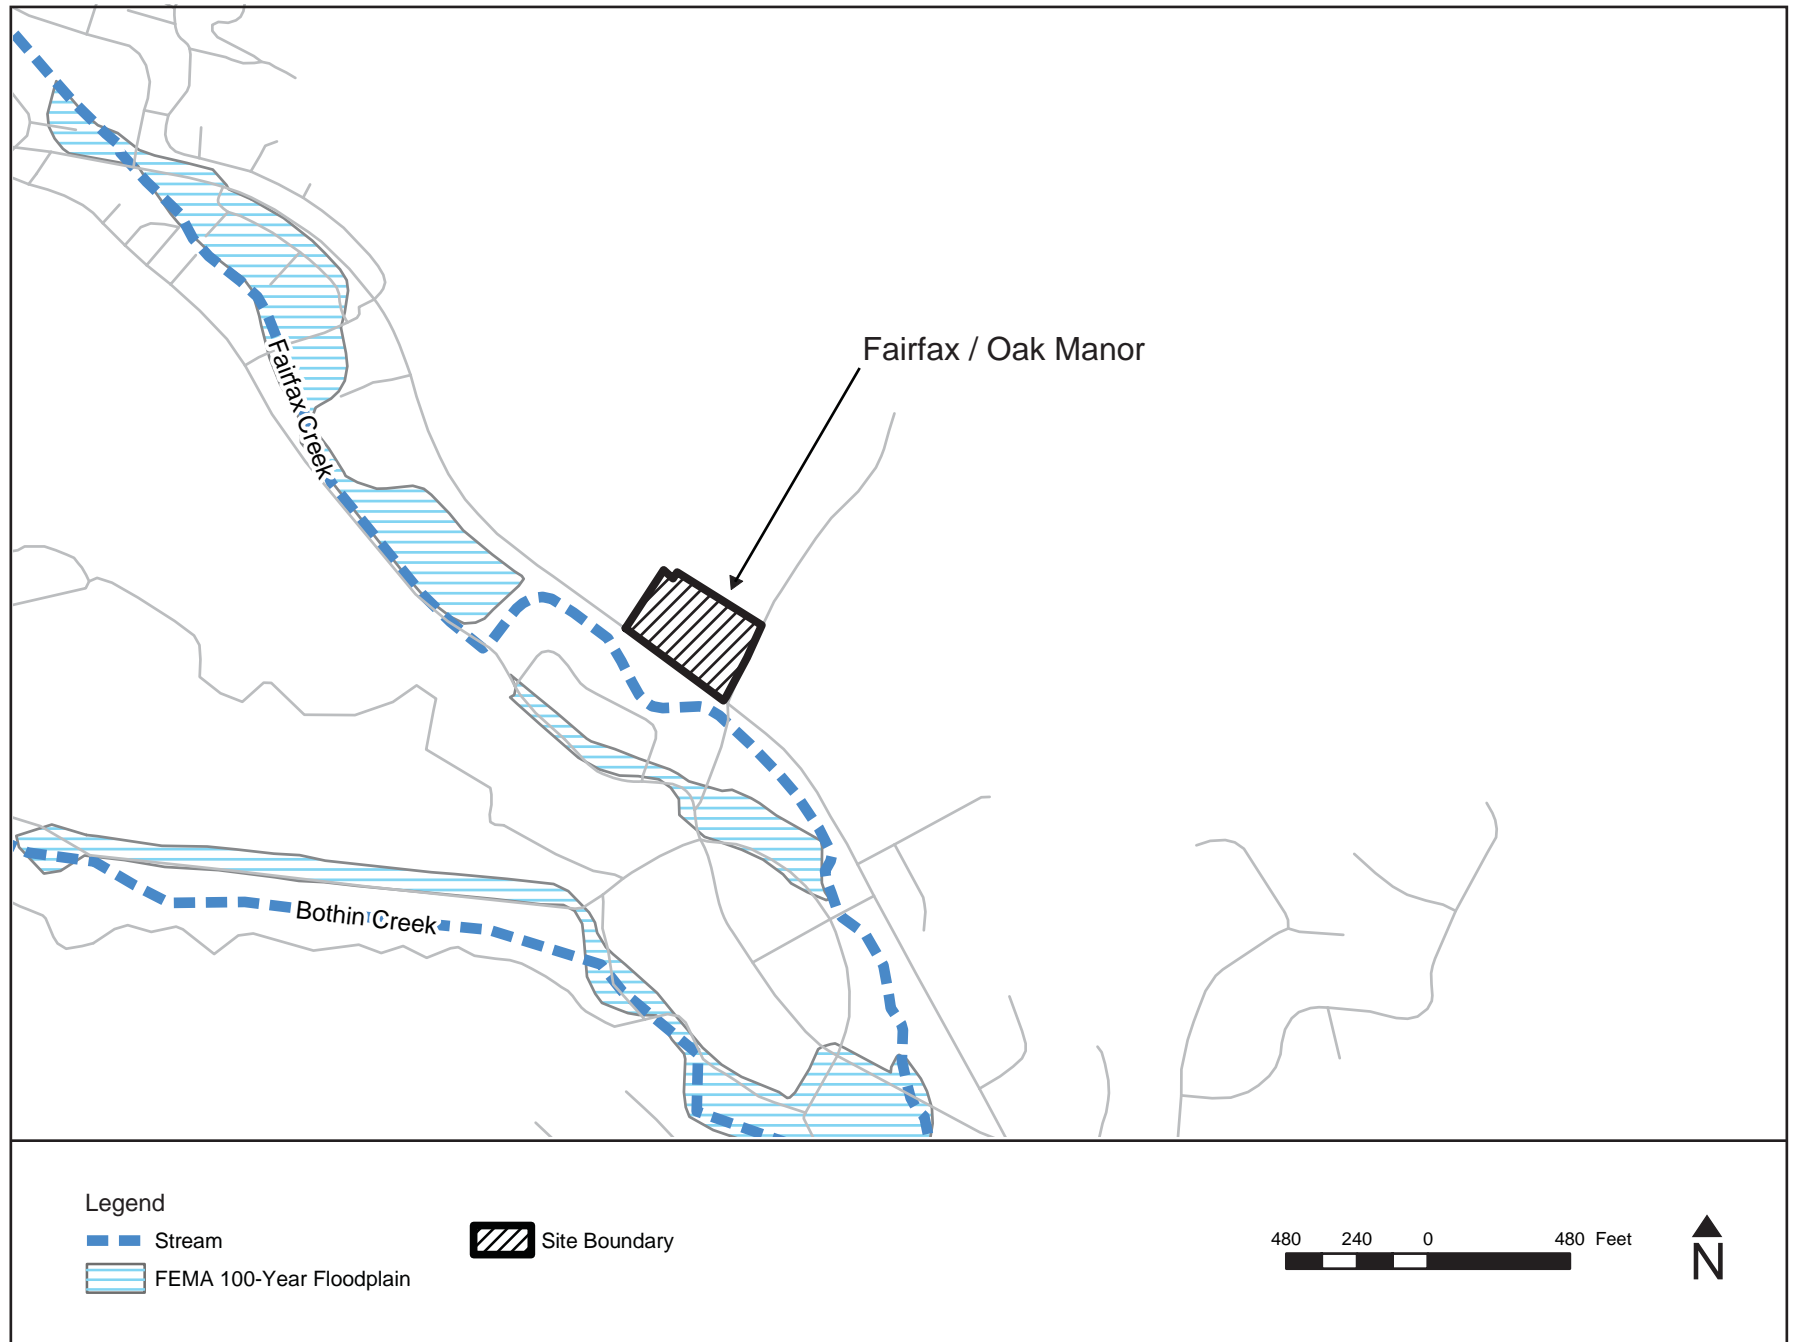 Fairfax / Oak Manor
Fairfax Creek
Bothin Creek
Legend
Stream
Site Boundary
FEMA 100-Year Floodplain
480 240 0 480 Feet
N